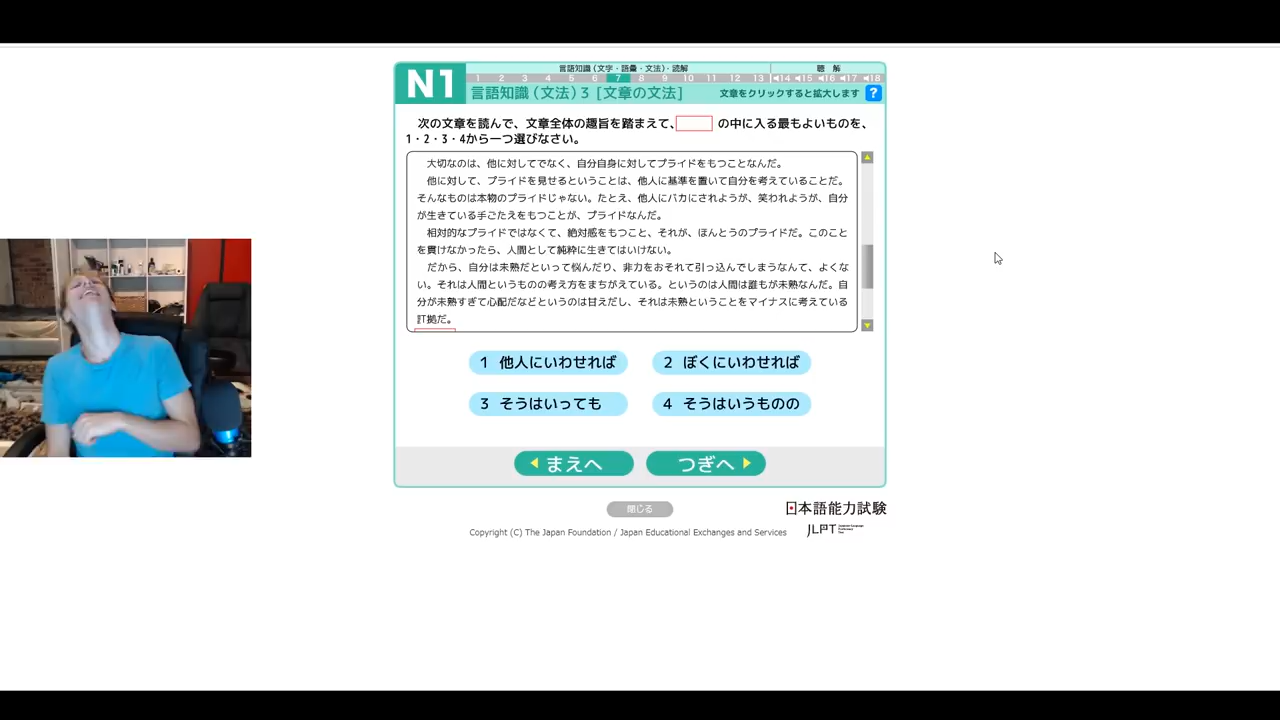 N1
言語知識（文字・語彙・文法）・読解
聴 解
1 2 3 4 5 6 7 8 9 10 11 12 13 14 15 16 17 18
言語知識（文法）3 [文章の文法]
文章をクリックすると拡大します ?
次の文章を読んで、文章全体の趣旨を踏まえて、 の中に入る最もよいものを、
1・2・3・4から一つ選びなさい。
大切なのは、他に対してでなく、自分自身に対してプライドをもつことなんだ。
他に対して、プライドを見せるということは、他人に基準を置いて自分を考えていることだ。
そんなものは本物のプライドじゃない。たとえ、他人にバカにされようが、笑われようが、自分
が生きている手ごたえをもつことが、プライドなんだ。
相対的なプライドではなくて、絶対感をもつこと、それが、ほんとうのプライドだ。このこと
を貫けなかったら、人間として純粋に生きてはいけない。
だから、自分は未熟だといって悩んだり、非力をおそれて引っ込んでしまうなんて、よくな
い。それは人間というものの考え方をまちがえている。というのは人間は誰もが未熟なんだ。自
分が未熟すぎて心配だなどというのは甘えだし、それは未熟ということをマイナスに考えている
証拠だ。
1 他人にいわせれば
2 ぼくにいわせれば
3 そうはいっても
4 そうはいうものの
まえへ
つぎへ
閉じる
日本語能力試験
Copyright (C) The Japan Foundation / Japan Educational Exchanges and Services
JLPT